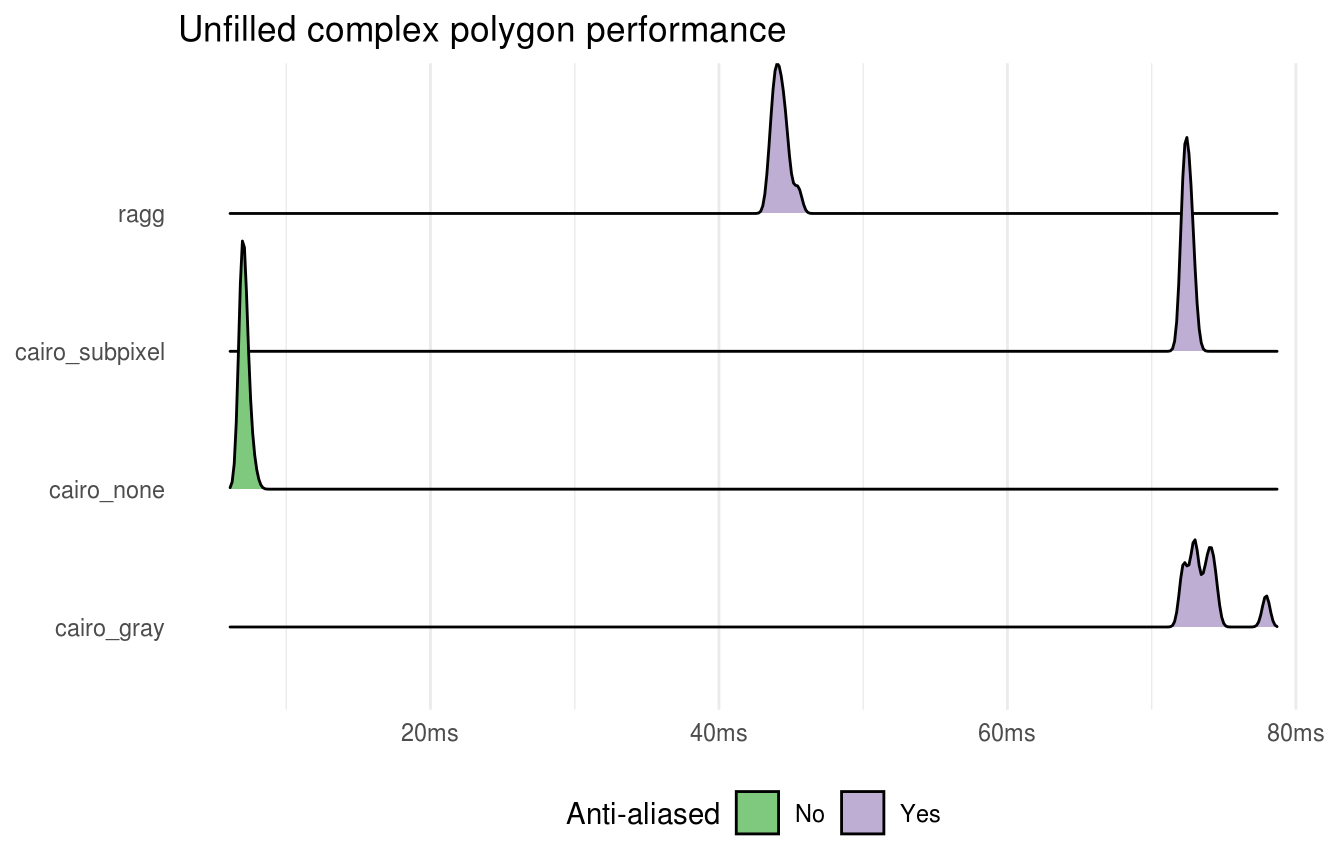 Unfilled complex polygon performance
ragg
cairo_subpixel
cairo_none
cairo_gray
20ms 40ms 60ms 80ms
Anti-aliased No Yes